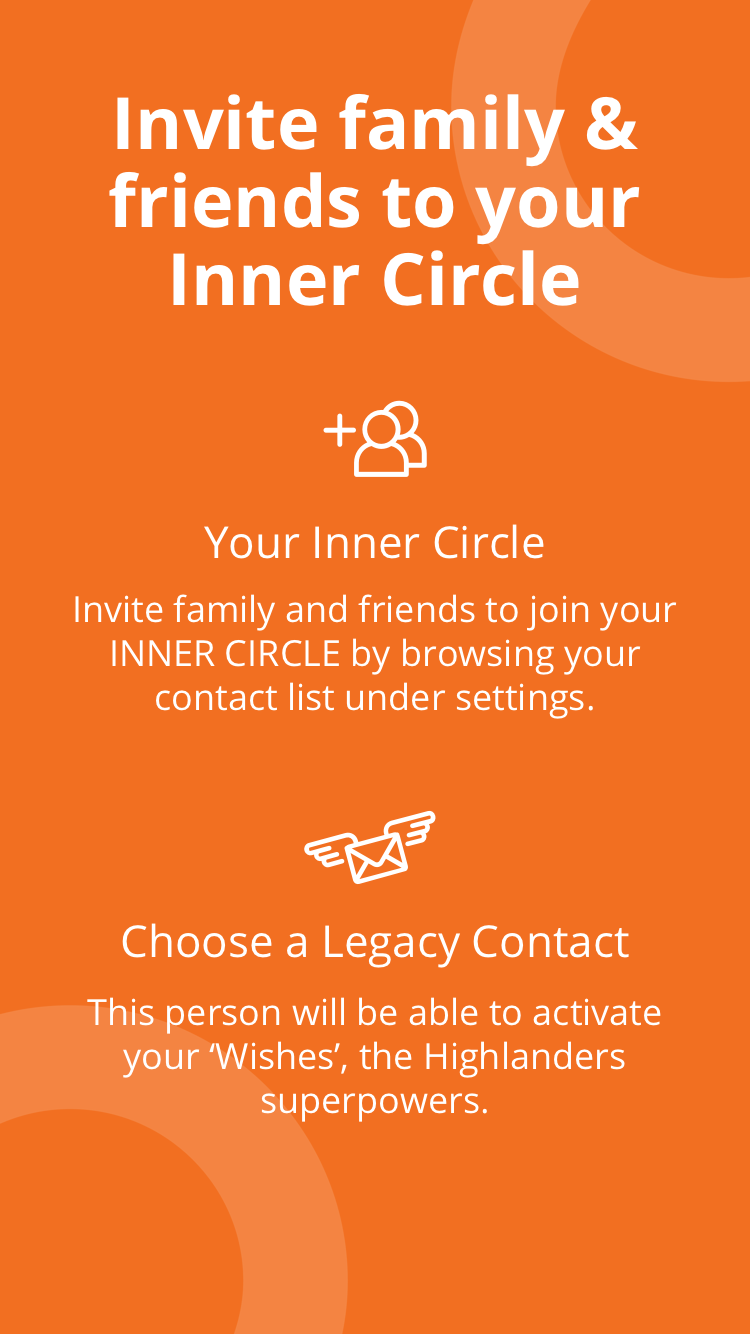 Invite family &
friends to your
Inner Circle
Your Inner Circle
Invite family and friends to join your
INNER CIRCLE by browsing your
contact list under settings.
Choose a Legacy Contact
This person will be able to activate
your ‘Wishes’, the Highlanders
superpowers.